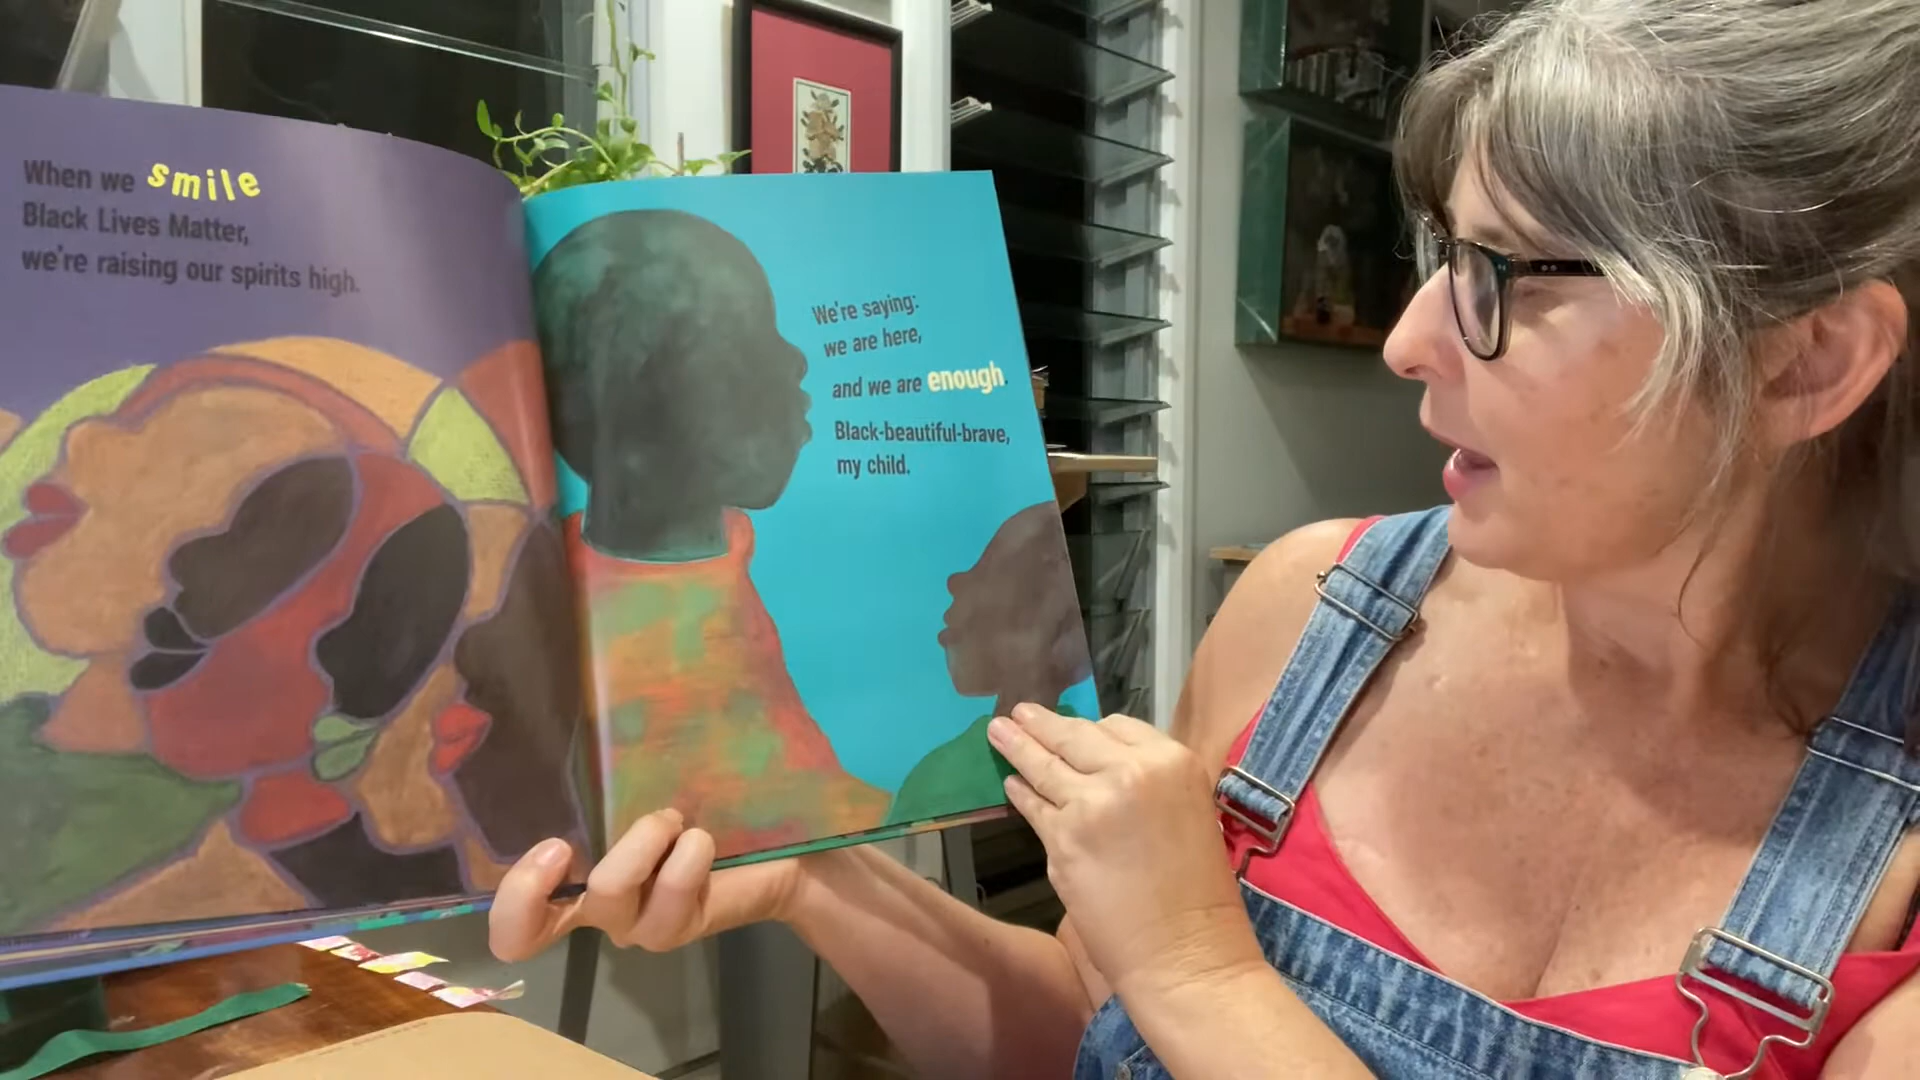 When we smile
Black Lives Matter,
we're raising our spirits high.
We're saying:
we are here,
and we are enough.
Black-beautiful-brave,
my child.